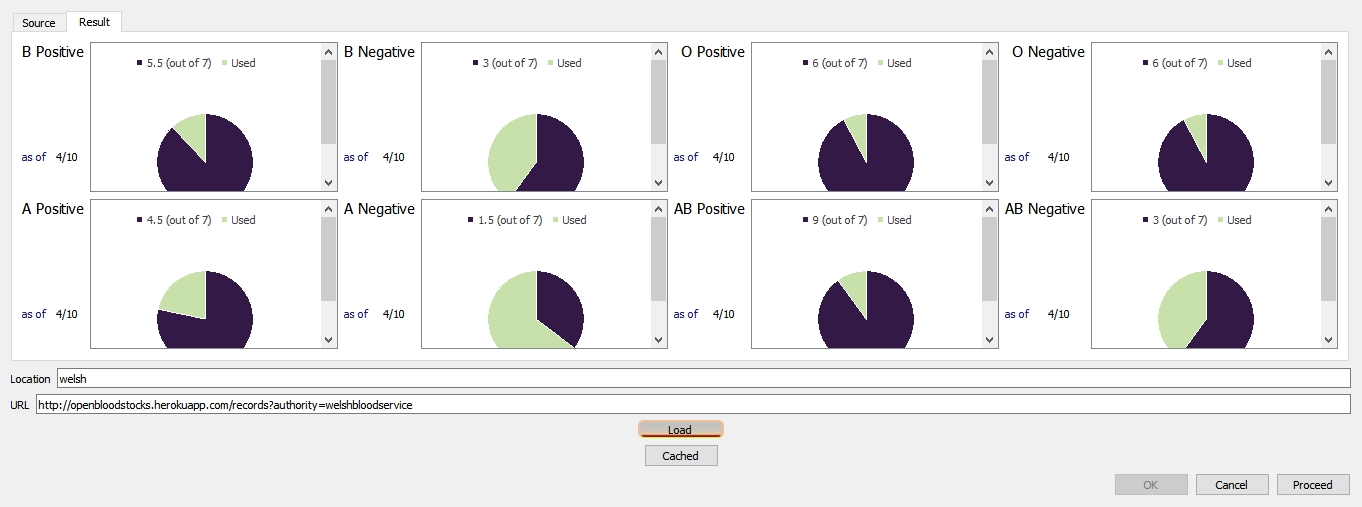 Source Result
B Positive 5.5 (out of 7) Used B Negative 3 (out of 7) Used O Positive 6 (out of 7) Used O Negative 6 (out of 7) Used
as of 4/10 as of 4/10 as of 4/10 as of 4/10
A Positive 4.5 (out of 7) Used A Negative 1.5 (out of 7) Used AB Positive 9 (out of 7) Used AB Negative 3 (out of 7) Used
as of 4/10 as of 4/10 as of 4/10 as of 4/10
Location welsh
URL http://openbloodstocks.herokuapp.com/records?authority=welshbloodservice
Load
Cached
OK Cancel Proceed